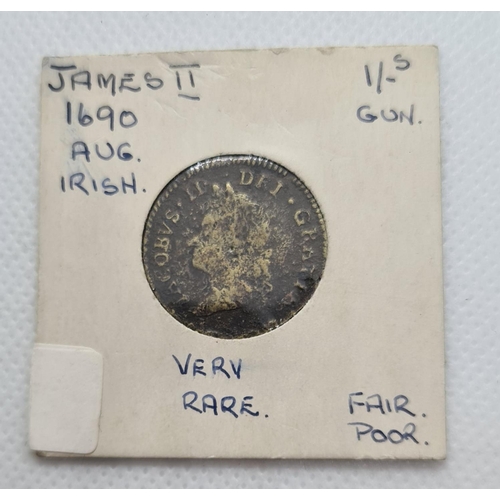 JAMES II
1690
AUG.
IRISH.
1/-S
GUN.
IACOBVS · II · DEI · GRATIA
VERY
RARE.
FAIR.
POOR.